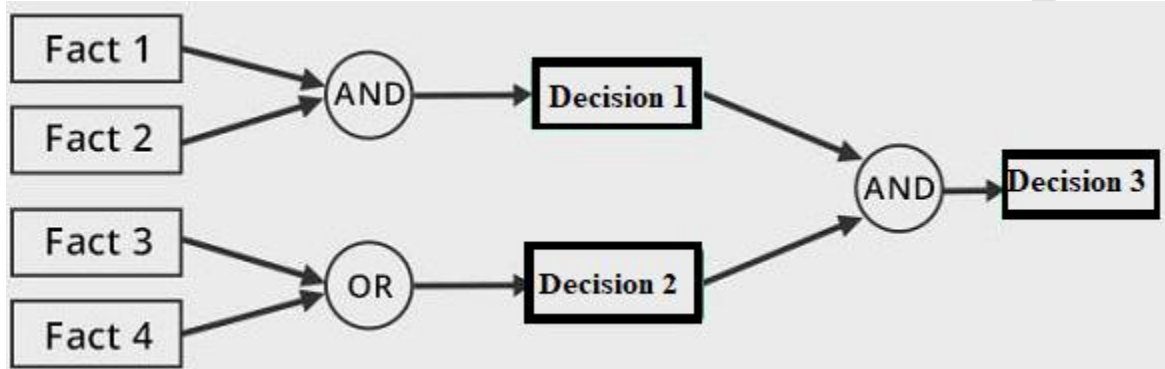 Fact 1
Fact 2
AND
Decision 1
Fact 3
Fact 4
OR
Decision 2
AND
Decision 3